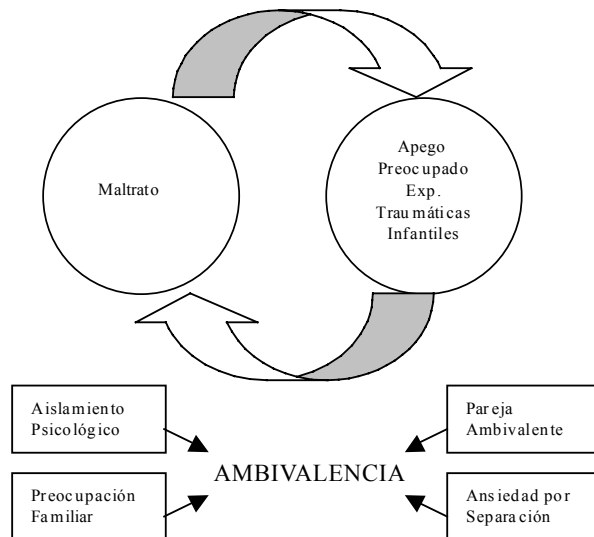 Maltrato
Apego
Preocupado
Exp.
Traumáticas
Infantiles
Aislamiento
Psicológico
Pareja
Ambivalente
AMBIVALENCIA
Preocupación
Familiar
Ansiedad por
Separación